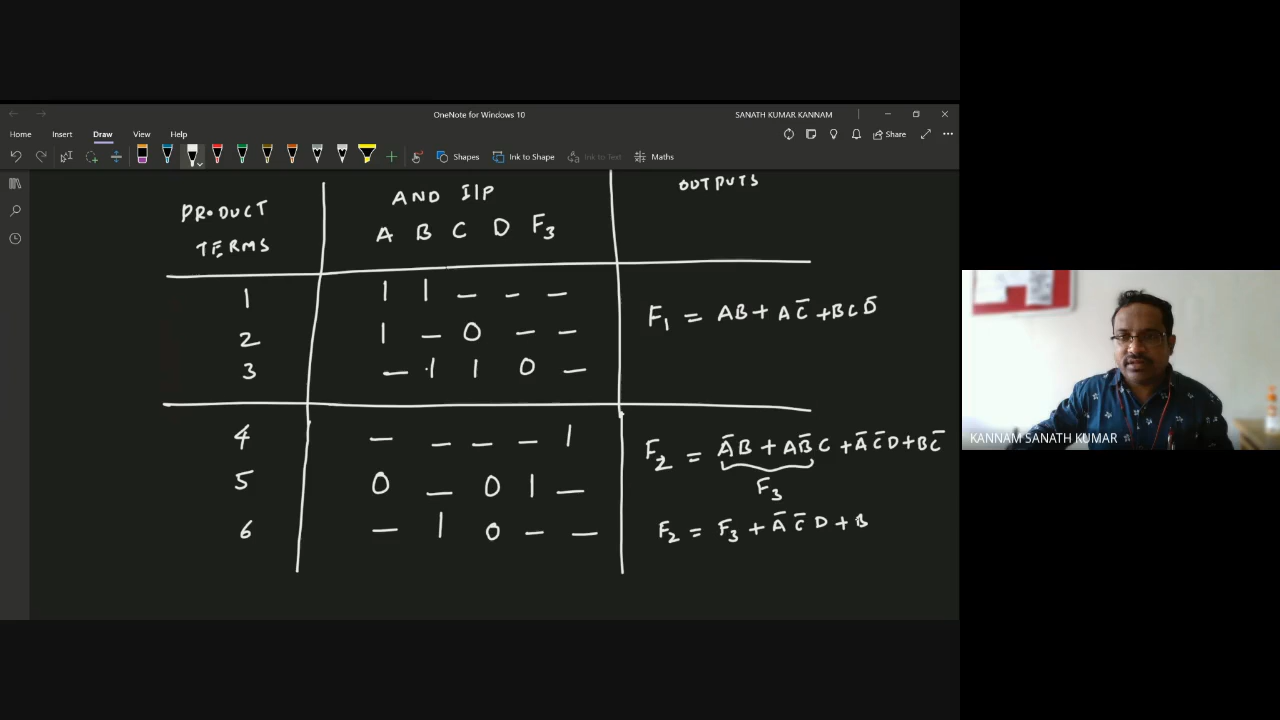 OneNote for Windows 10
SANATH KUMAR KANNAM
Home Insert Draw View Help
Share
Shapes Ink to Shape Ink to Text Maths
PRODUCT TERMS
AND I/P
OUTPUTS
A B C D F₃
1 1 1 – – –
F₁ = AB + AC̅ + BCD̅
2 1 – 0 – –
3 – 1 1 0 –
4 – – – – 1
F₂ = A̅B + AB̅C + A̅C̅D + BC̅
F₃
5 0 – 0 1 –
6 – 1 0 – –
F₂ = F₃ + A̅C̅D + B
KANNAM SANATH KUMAR